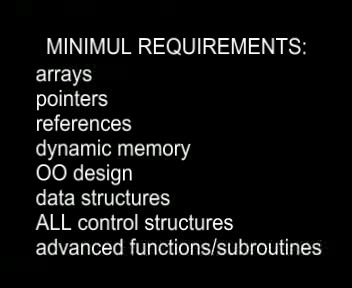 MINIMUL REQUIREMENTS:
arrays
pointers
references
dynamic memory
OO design
data structures
ALL control structures
advanced functions/subroutines